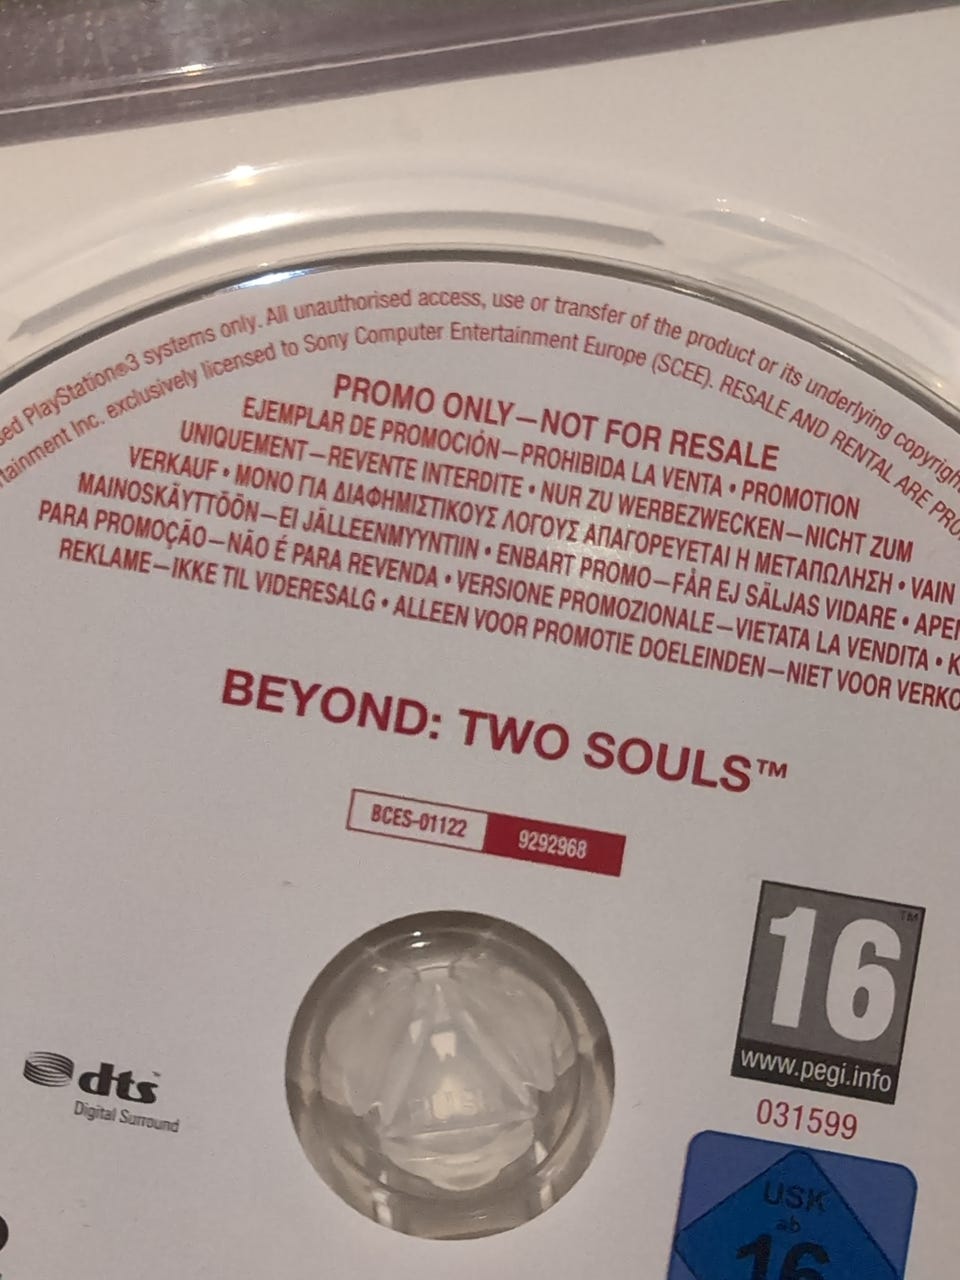 PlayStation®3 systems only. All unauthorised access, use or transfer of the product or its underlying copyright
Inc. exclusively licensed to Sony Computer Entertainment Europe (SCEE). RESALE AND RENTAL ARE
PROMO ONLY—NOT FOR RESALE
EJEMPLAR DE PROMOCIÓN—PROHIBIDA LA VENTA • PROMOTION
UNIQUEMENT—REVENTE INTERDITE • NUR ZU WERBEZWECKEN—NICHT ZUM
VERKAUF • ΜΟΝΟ ΓΙΑ ΔΙΑΦΗΜΙΣΤΙΚΟΥΣ ΛΟΓΟΥΣ ΑΠΑΓΟΡΕΥΕΤΑΙ Η ΜΕΤΑΠΩΛΗΣΗ • VAIN
MAINOSKÄYTTÖÖN—EI JÄLLEENMYYNTIIN • ENBART PROMO—FÅR EJ SÄLJAS VIDARE •
PARA PROMOÇÃO—NÃO É PARA REVENDA • VERSIONE PROMOZIONALE—VIETATA LA VENDITA •
REKLAME—IKKE TIL VIDERESALG • ALLEEN VOOR PROMOTIE DOELEINDEN—NIET VOOR
BEYOND: TWO SOULS™
BCES-01122 9292968
16
www.pegi.info
031599
dts
Digital Surround
USK
ab
16